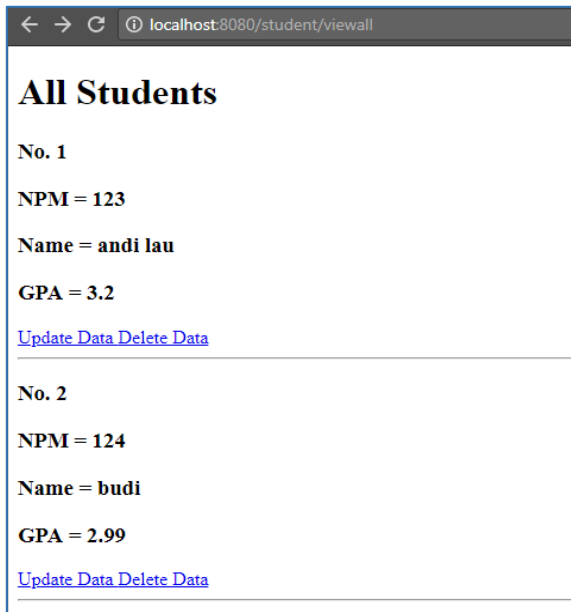 localhost:8080/student/viewall
All Students
No. 1
NPM = 123
Name = andi lau
GPA = 3.2
Update Data Delete Data
No. 2
NPM = 124
Name = budi
GPA = 2.99
Update Data Delete Data